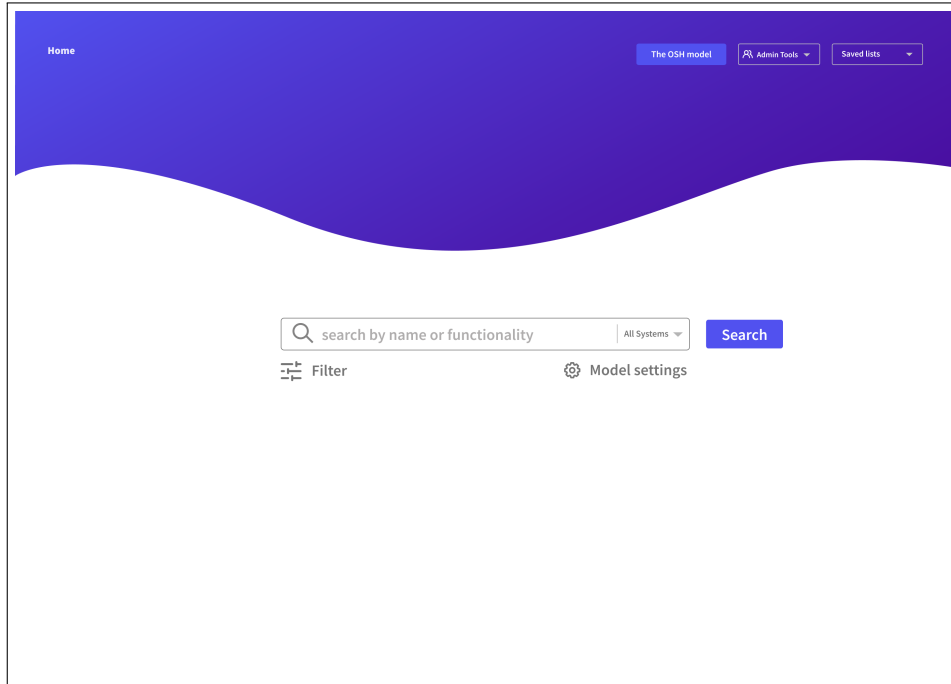 Home
The OSH model
Admin Tools
Saved lists
search by name or functionality
All Systems
Search
Filter
Model settings